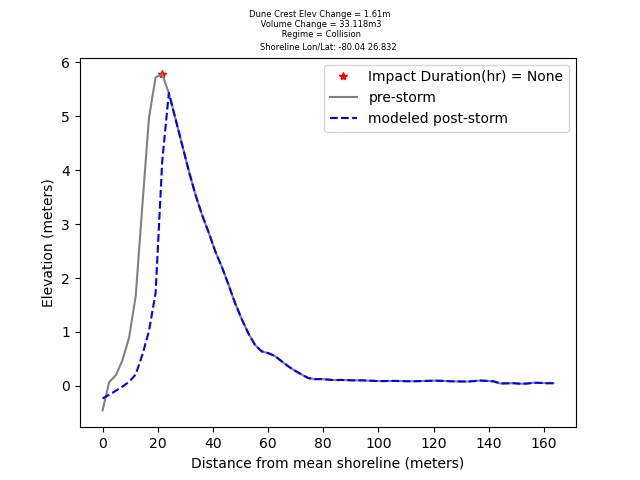 Dune Crest Elev Change = 1.61m
Volume Change = 33.118m3
Regime = Collision
Shoreline Lon/Lat: -80.04 26.832
Impact Duration(hr) = None
pre-storm
modeled post-storm
Elevation (meters)
6
5
4
3
2
1
0
0 20 40 60 80 100 120 140 160
Distance from mean shoreline (meters)